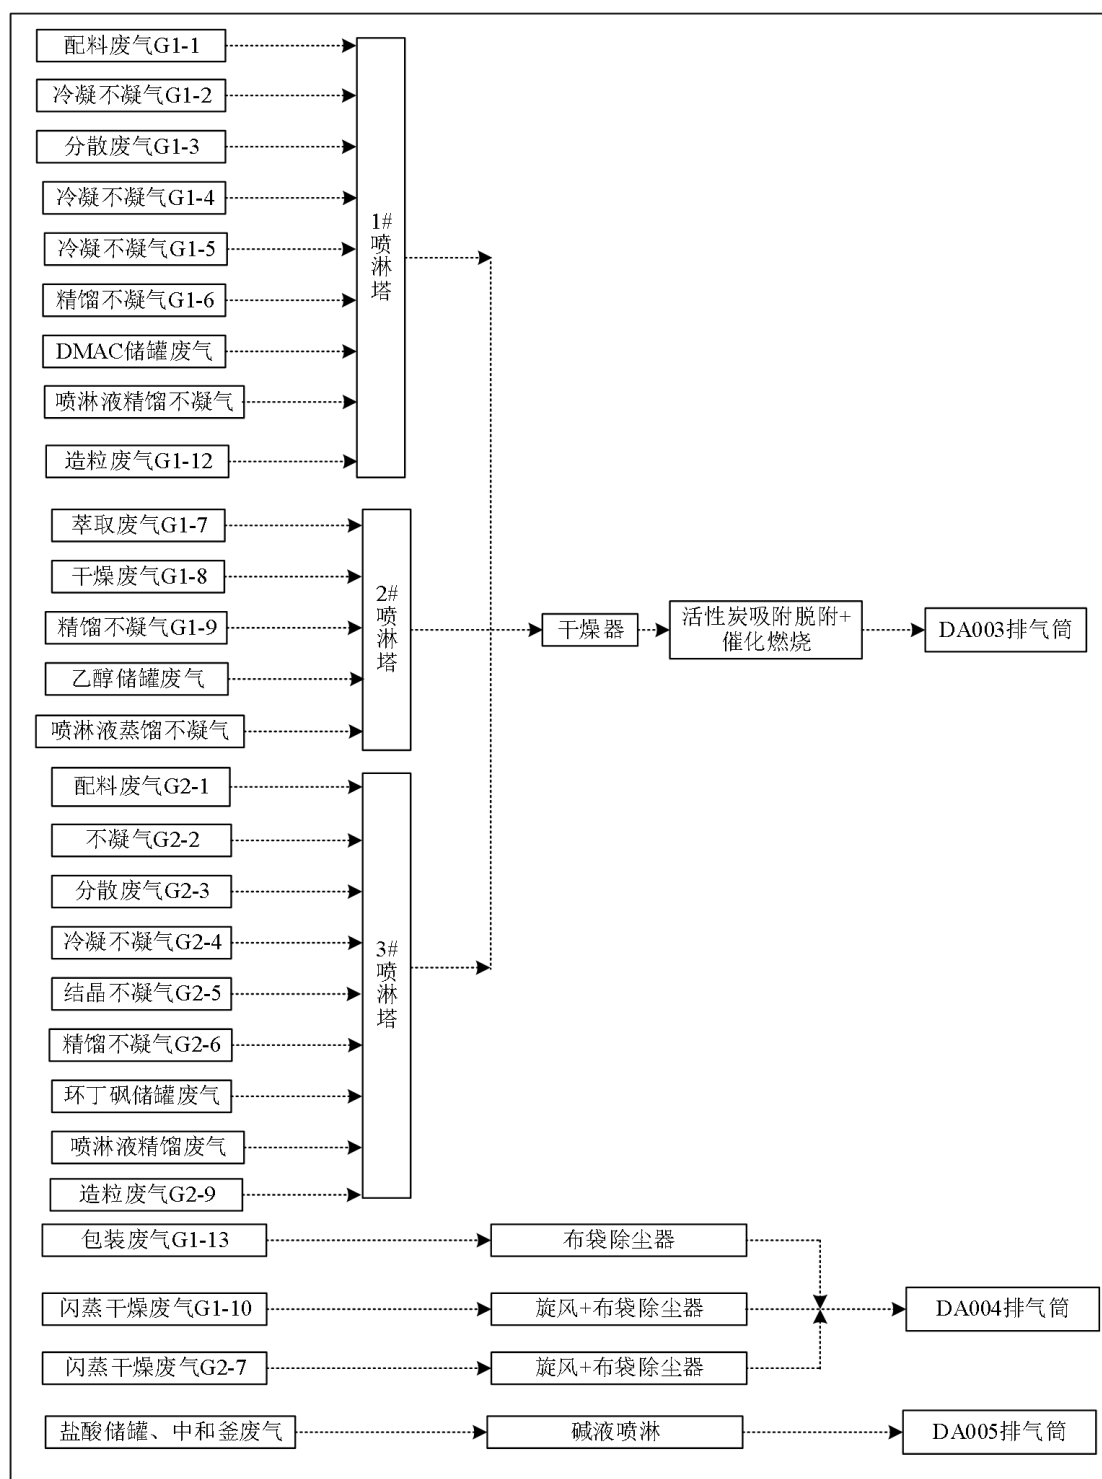 配料废气G1-1
冷凝不凝气G1-2
分散废气G1-3
冷凝不凝气G1-4
冷凝不凝气G1-5
精馏不凝气G1-6
DMAC储罐废气
喷淋液精馏不凝气
造粒废气G1-12
1#
喷
淋
塔
萃取废气G1-7
干燥废气G1-8
精馏不凝气G1-9
乙醇储罐废气
喷淋液蒸馏不凝气
2#
喷
淋
塔
干燥器
活性炭吸附脱附+
催化燃烧
DA003排气筒
配料废气G2-1
不凝气G2-2
分散废气G2-3
冷凝不凝气G2-4
结晶不凝气G2-5
精馏不凝气G2-6
环丁砜储罐废气
喷淋液精馏废气
造粒废气G2-9
3#
喷
淋
塔
包装废气G1-13
布袋除尘器
闪蒸干燥废气G1-10
旋风+布袋除尘器
DA004排气筒
闪蒸干燥废气G2-7
旋风+布袋除尘器
盐酸储罐、中和釜废气
碱液喷淋
DA005排气筒